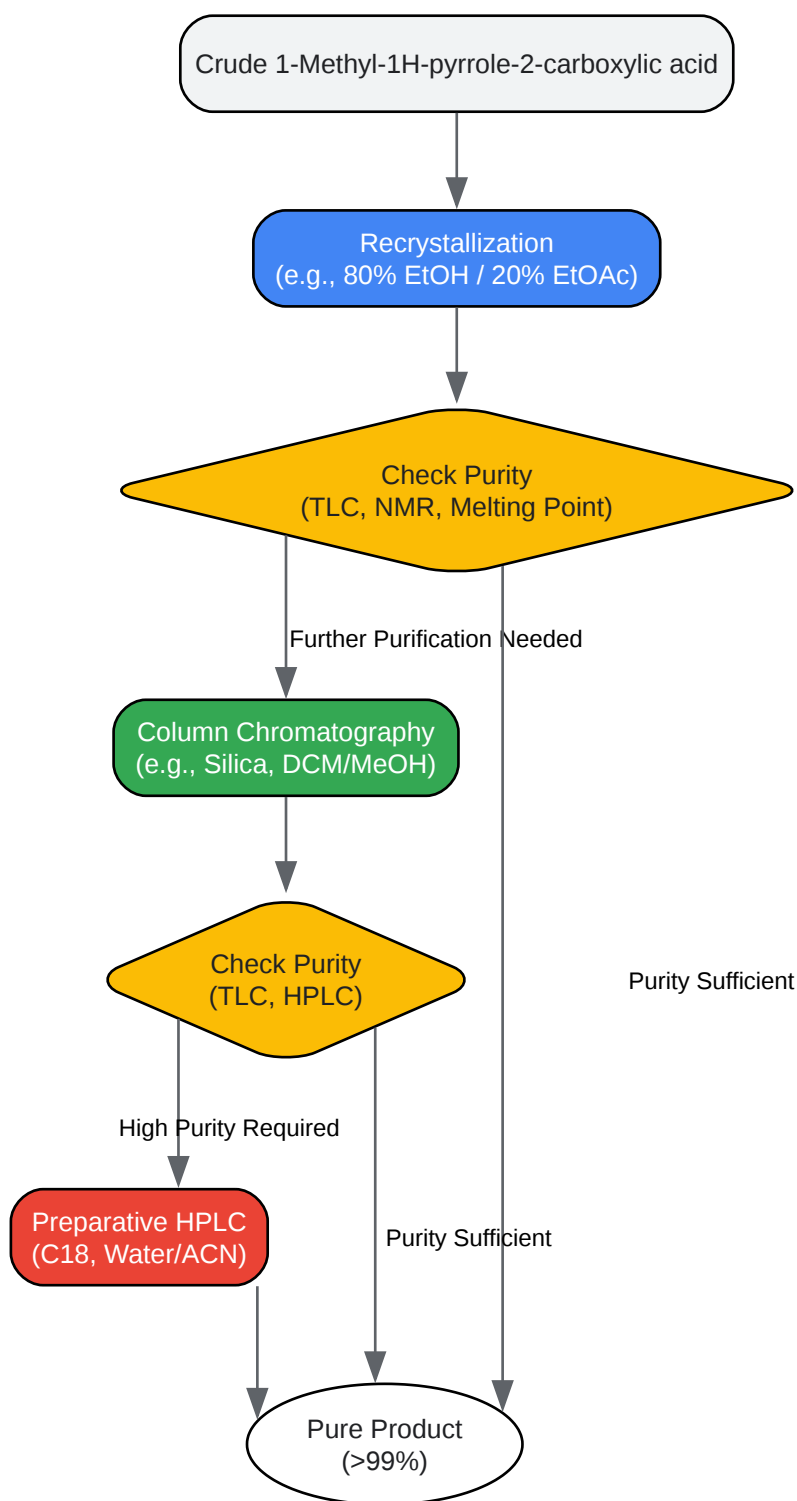 Crude 1-Methyl-1H-pyrrole-2-carboxylic acid
Recrystallization
(e.g., 80% EtOH / 20% EtOAc)
Check Purity
(TLC, NMR, Melting Point)
Further Purification Needed
Column Chromatography
(e.g., Silica, DCM/MeOH)
Check Purity
(TLC, HPLC)
Purity Sufficient
High Purity Required
Preparative HPLC
(C18, Water/ACN)
Purity Sufficient
Pure Product
(>99%)